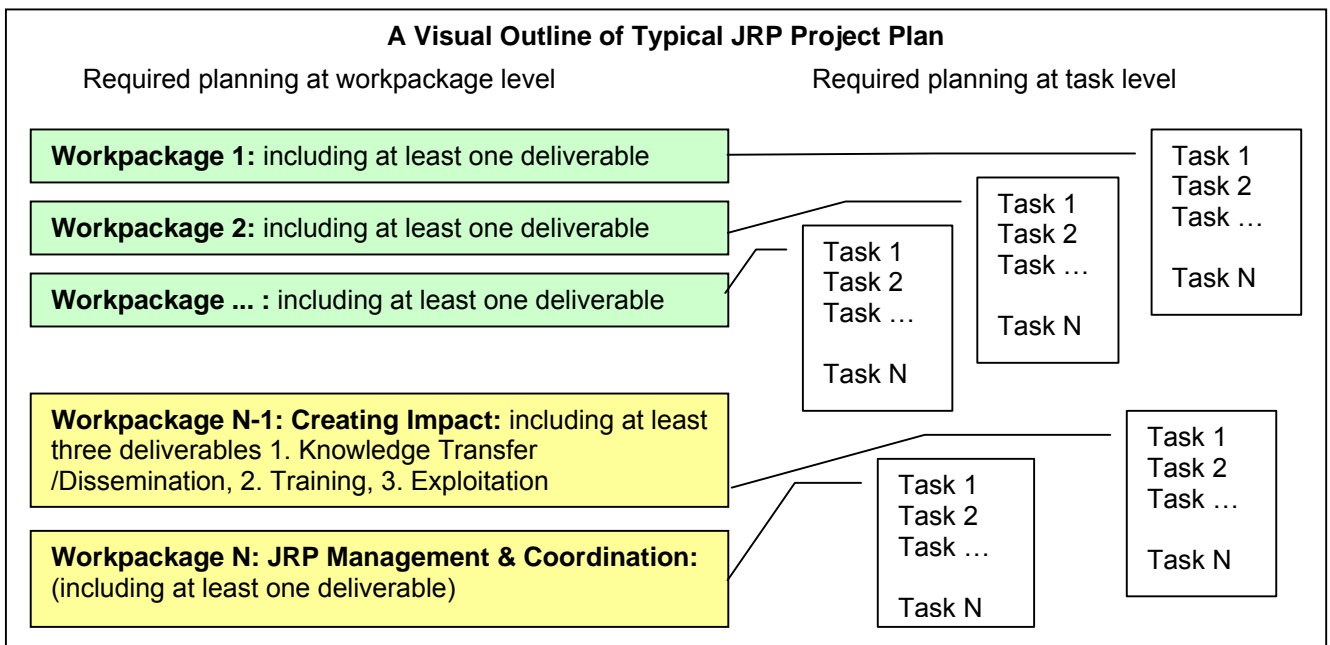 A Visual Outline of Typical JRP Project Plan
Required planning at workpackage level
Required planning at task level
Workpackage 1: including at least one deliverable
Workpackage 2: including at least one deliverable
Workpackage ... : including at least one deliverable
Task 1
Task 2
Task …
Task N
Task 1
Task 2
Task …
Task N
Task 1
Task 2
Task …
Task N
Workpackage N-1: Creating Impact: including at least
three deliverables 1. Knowledge Transfer
/Dissemination, 2. Training, 3. Exploitation
Workpackage N: JRP Management & Coordination:
(including at least one deliverable)
Task 1
Task 2
Task …
Task N
Task 1
Task 2
Task …
Task N